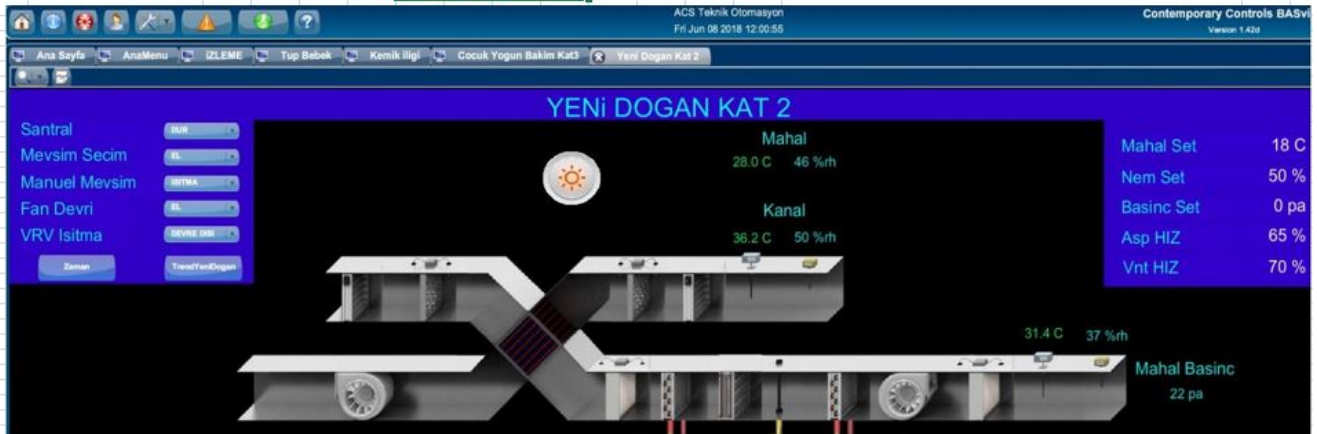 ACS Teknik Otomasyon
Fri Jun 08 2018 12:00:55
Contemporary Controls BASvi
Version 1.42d
Ana Sayfa
AnaMenu
iZLEME
Tup Bebek
Kemik iligi
Cocuk Yogun Bakim Kat3
Yeni Dogan Kat 2
YENi DOGAN KAT 2
Santral DUR
Mevsim Secim EL
Manuel Mevsim ISITMA
Fan Devri EL
VRV Isitma DEVRE DISI
Zaman
TrendYeniDogan
Mahal
28.0 C 46 %rh
Kanal
36.2 C 50 %rh
Mahal Set 18 C
Nem Set 50 %
Basinc Set 0 pa
Asp HIZ 65 %
Vnt HIZ 70 %
31.4 C 37 %rh
Mahal Basinc
22 pa